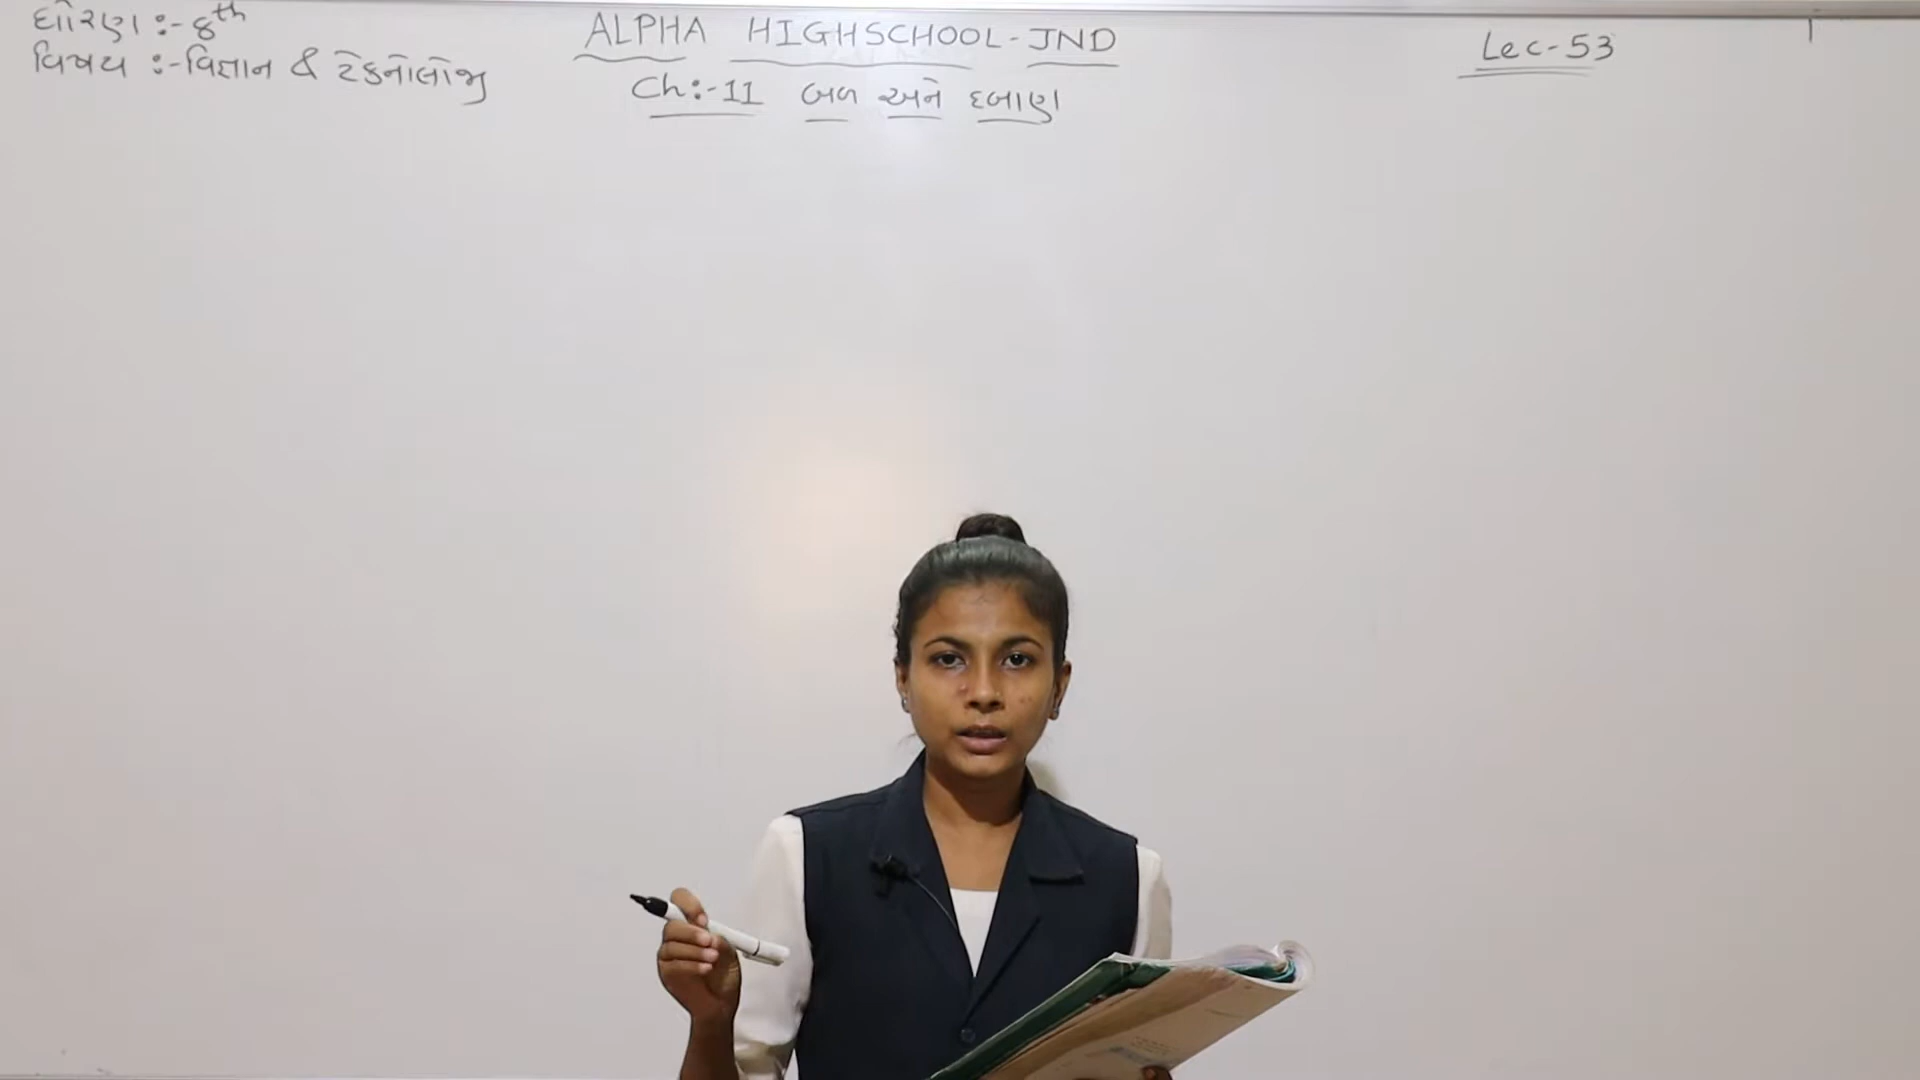 ધોરણ :- 8th
ALPHA HIGHSCHOOL-JND
Lec-53
વિષય :- વિજ્ઞાન & ટેકનોલોજી
Ch:-11 બળ અને દબાણ